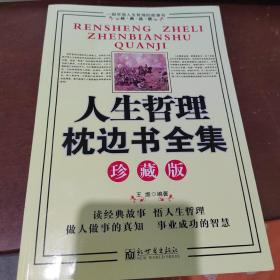 RENSHENG ZHELI
ZHENBIANSHU
QUANJI
人生哲理
枕边书全集
珍藏版
编著
读经典故事 悟人生哲理
做人做事的真知 事业成功的智慧
新世界出版社